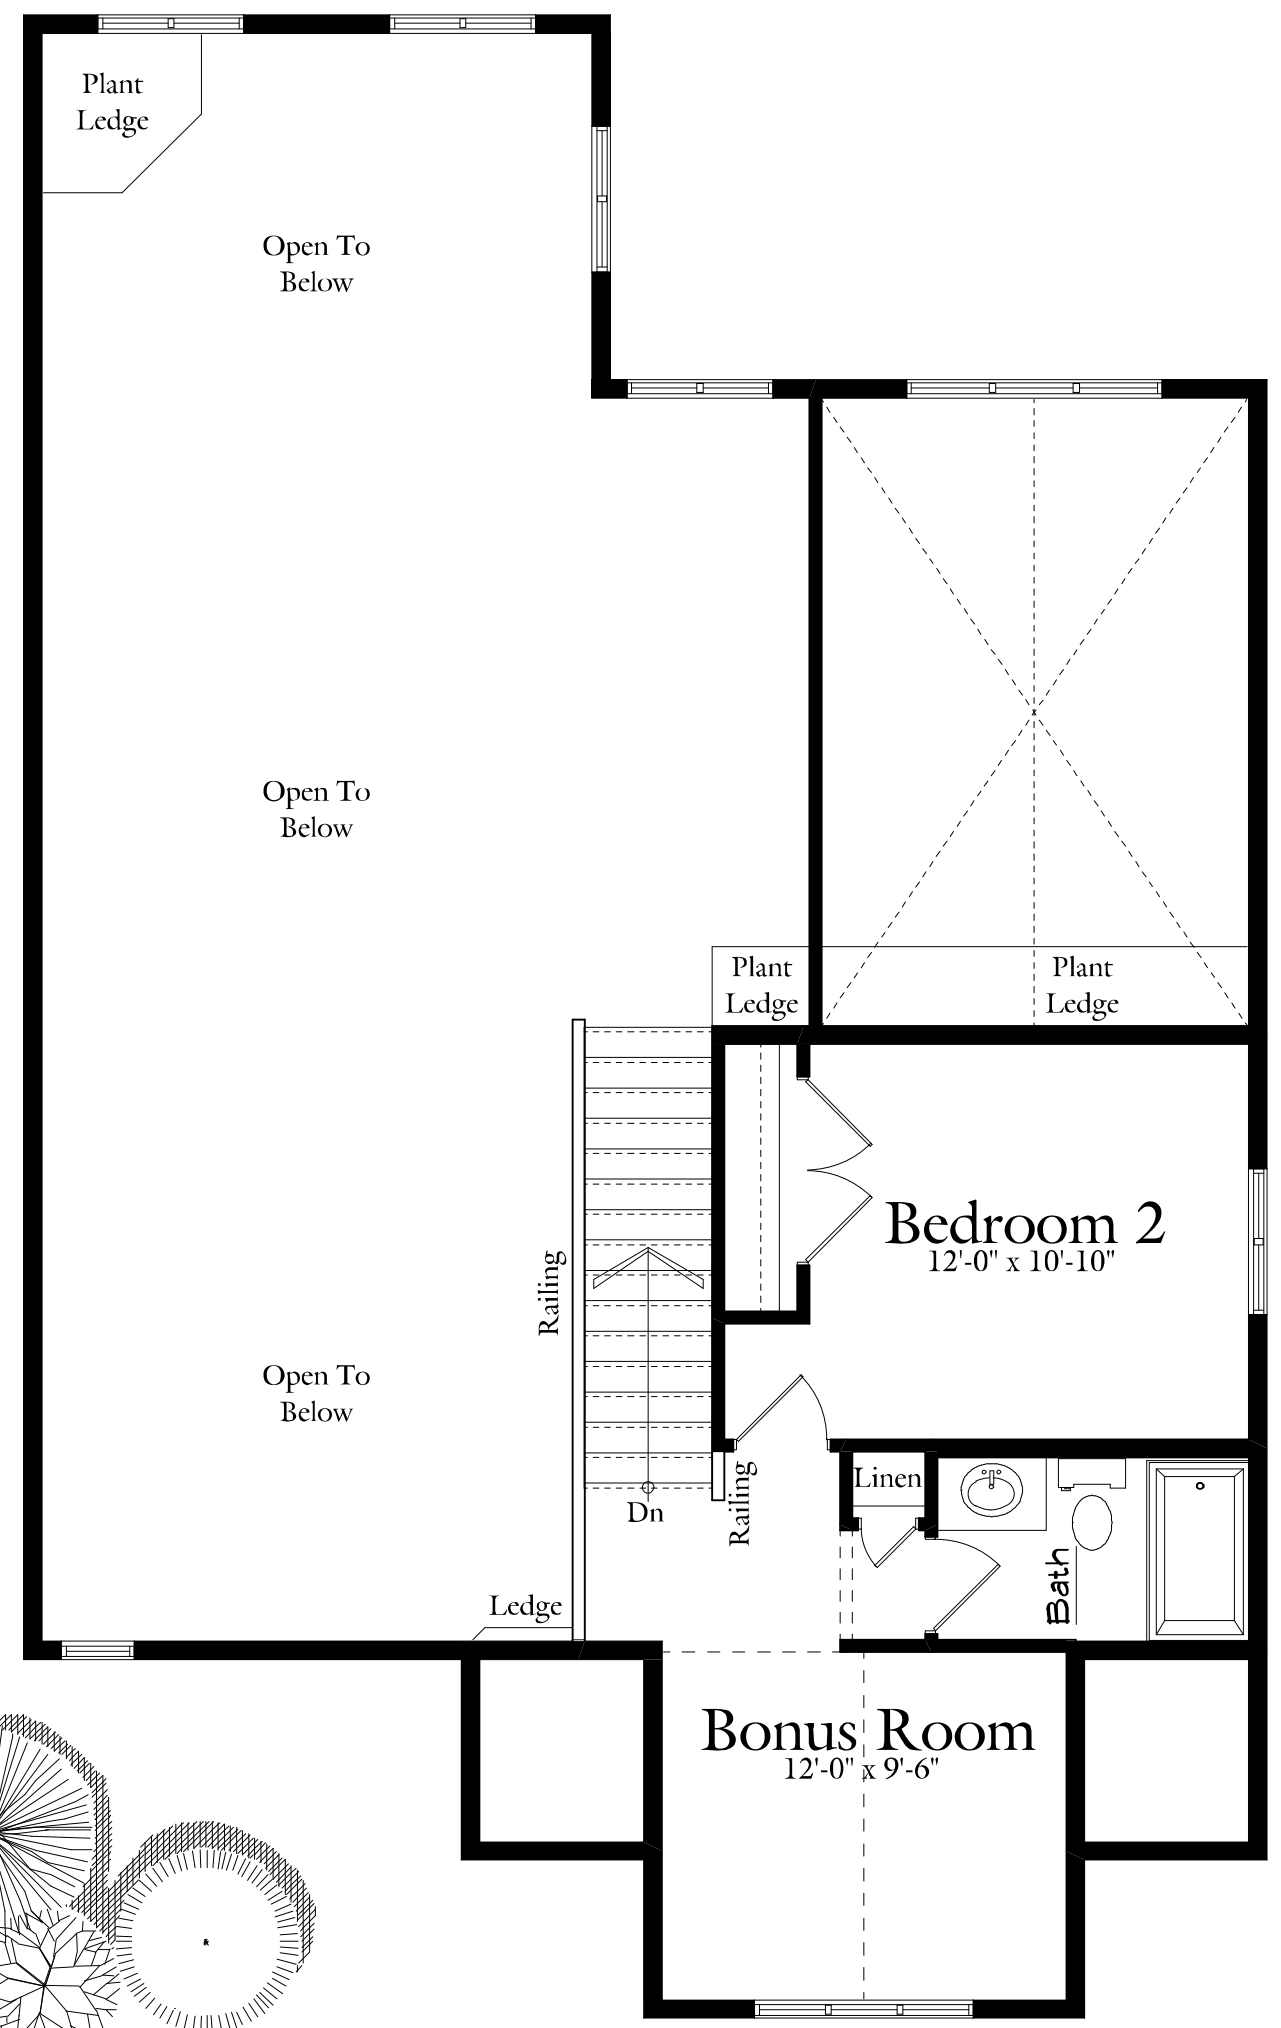 Plant
Ledge
Open To
Below
Open To
Below
Plant
Ledge
Plant
Ledge
Bedroom 2
12'-0" x 10'-10"
Railing
Open To
Below
Linen
Railing
Dn
Bath
Ledge
Bonus Room
12'-0" x 9'-6"